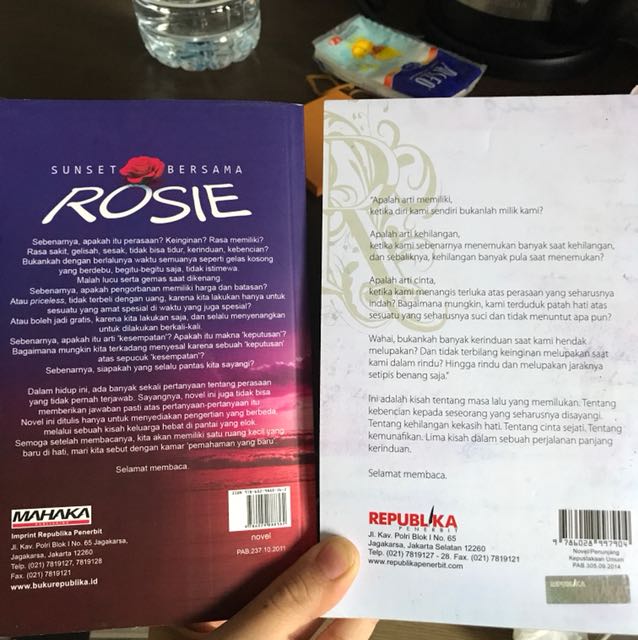 SUNSET BERSAMA
ROSIE
Sebenarnya, apakah itu perasaan? Keinginan? Rasa memiliki?
Rasa sakit, gelisah, sesak, tidak bisa tidur, kerinduan, kebencian?
Bukankah dengan berlalunya waktu semuanya seperti gelas kosong
yang berdebu, begitu-begitu saja, tidak istimewa.
Malah lucu serta gemas saat dikenang.
Sebenarnya, apakah pengorbanan memiliki harga dan batasan?
Atau priceless, tidak terbeli dengan uang, karena kita lakukan hanya untuk
sesuatu yang amat spesial di waktu yang juga spesial?
Atau boleh jadi gratis, karena kita lakukan saja, dan selalu menyenangkan
untuk dilakukan berkali-kali.
Sebenarnya, apakah itu arti 'kesempatan'? Apakah itu makna 'keputusan'?
Bagaimana mungkin kita terkadang menyesal karena sebuah 'keputusan'
atas sepucuk 'kesempatan'?
Sebenarnya, siapakah yang selalu pantas kita sayangi?
Dalam hidup ini, ada banyak sekali pertanyaan tentang perasaan
yang tidak pernah terjawab. Sayangnya, novel ini juga tidak bisa
memberikan jawaban pasti atas pertanyaan-pertanyaan itu.
Novel ini ditulis hanya untuk menyediakan pengertian yang berbeda,
melalui sebuah kisah keluarga hebat di pantai yang elok.
Semoga setelah membacanya, kita akan memiliki satu ruang kecil yang
baru di hati, mari kita sebut dengan kamar 'pemahaman yang baru'.
Selamat membaca.
MAHAKA
PUBLISHING
Imprint Republika Penerbit
Jl. Kav. Polri Blok I No. 65 Jagakarsa,
Jagakarsa, Jakarta 12260
Telp. (021) 7819127, 7819128
Fax. (021) 7819121
www.bukurepublika.id
novel
PAB.237.10.2011
"Apalah arti memiliki,
ketika diri kami sendiri bukanlah milik kami?
Apalah arti kehilangan,
ketika kami sebenarnya menemukan banyak saat kehilangan,
dan sebaliknya, kehilangan banyak pula saat menemukan?
Apalah arti cinta,
ketika kami menangis terluka atas perasaan yang seharusnya
indah? Bagaimana mungkin, kami terduduk patah hati atas
sesuatu yang seharusnya suci dan tidak menuntut apa pun?
Wahai, bukankah banyak kerinduan saat kami hendak
melupakan? Dan tidak terbilang keinginan melupakan saat
kami dalam rindu? Hingga rindu dan melupakan jaraknya
setipis benang saja."
Ini adalah kisah tentang masa lalu yang memilukan. Tentang
kebencian kepada seseorang yang seharusnya disayangi.
Tentang kehilangan kekasih hati. Tentang cinta sejati. Tentang
kemunafikan. Lima kisah dalam sebuah perjalanan panjang
kerinduan.
Selamat membaca.
REPUBLIKA
PENERBIT
Jl. Kav. Polri Blok I No. 65
Jagakarsa, Jakarta Selatan 12260
Telp. (021) 7819127 - 28. Fax. (021) 7819121
www.republikapenerbit.com
9 786028 997904
Novel/Penunjang
Kepustakaan Umum
PAB.305.09.2014
REPUBLIKA